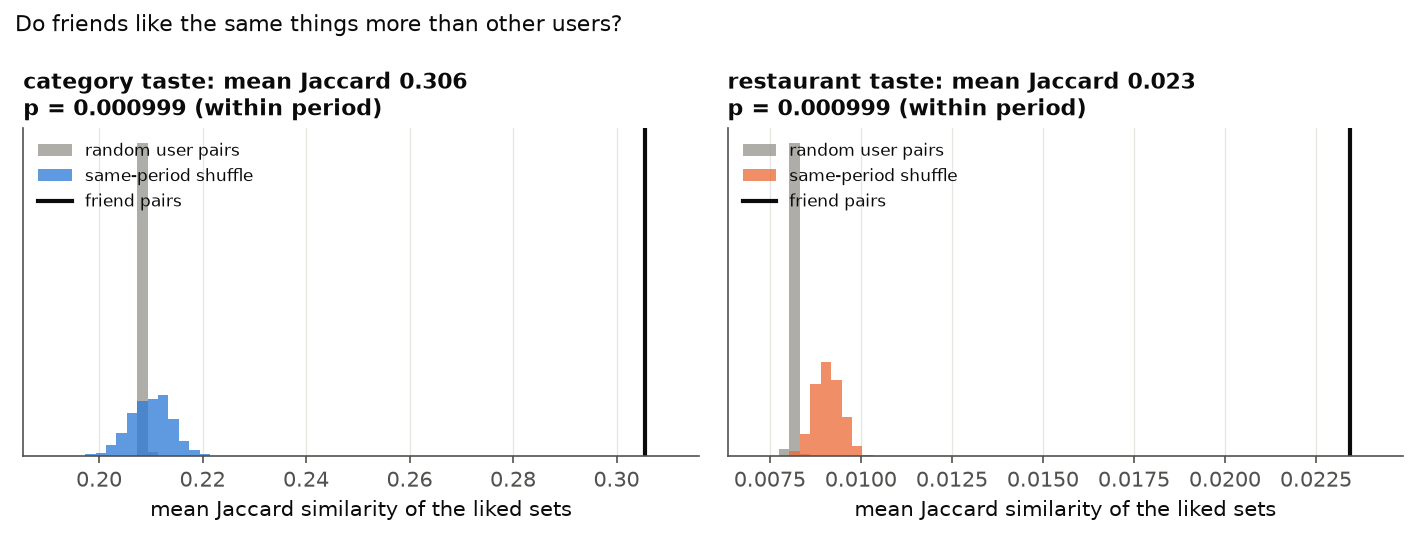 Do friends like the same things more than other users?
category taste: mean Jaccard 0.306
p = 0.000999 (within period)
random user pairs
same-period shuffle
friend pairs
0.20 0.22 0.24 0.26 0.28 0.30
mean Jaccard similarity of the liked sets
restaurant taste: mean Jaccard 0.023
p = 0.000999 (within period)
random user pairs
same-period shuffle
friend pairs
0.0075 0.0100 0.0125 0.0150 0.0175 0.0200 0.0225
mean Jaccard similarity of the liked sets